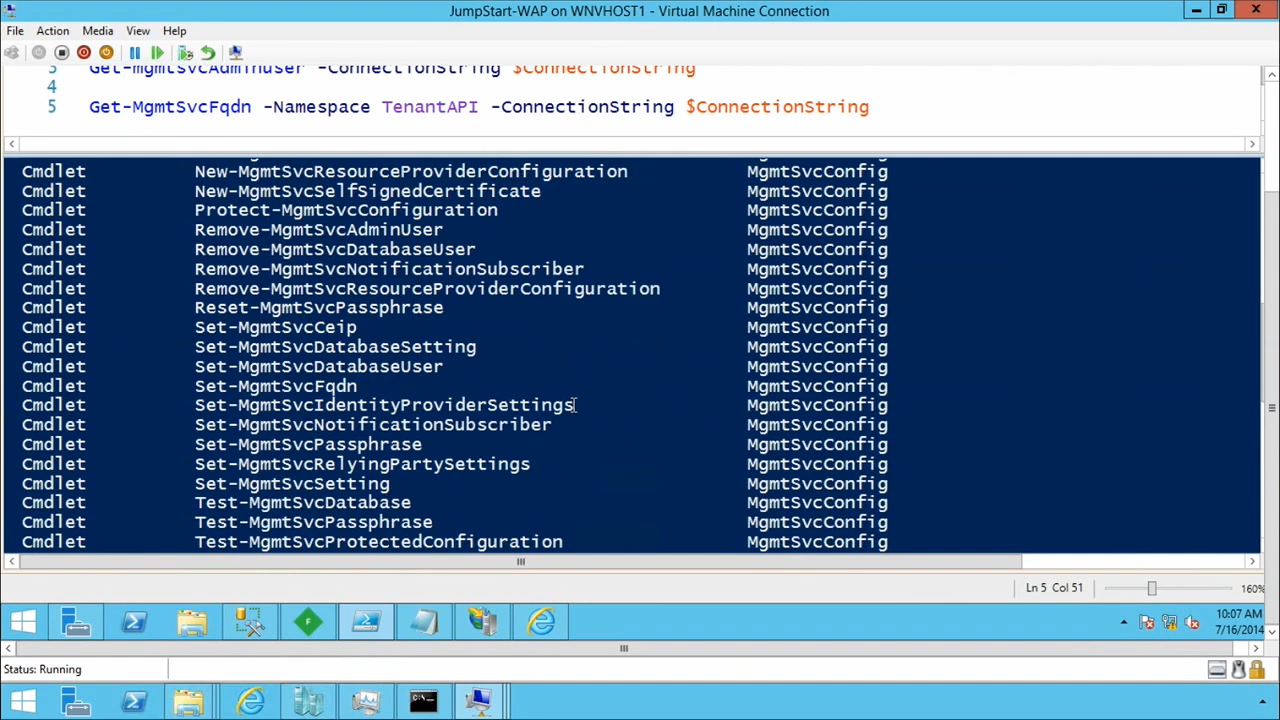 JumpStart-WAP on WNVHOST1 - Virtual Machine Connection
File Action Media View Help
3 Get-MgmtSvcAdminUser -ConnectionString $ConnectionString
4
5 Get-MgmtSvcFqdn -Namespace TenantAPI -ConnectionString $ConnectionString
Cmdlet New-MgmtSvcResourceProviderConfiguration MgmtSvcConfig
Cmdlet New-MgmtSvcSelfSignedCertificate MgmtSvcConfig
Cmdlet Protect-MgmtSvcConfiguration MgmtSvcConfig
Cmdlet Remove-MgmtSvcAdminUser MgmtSvcConfig
Cmdlet Remove-MgmtSvcDatabaseUser MgmtSvcConfig
Cmdlet Remove-MgmtSvcNotificationSubscriber MgmtSvcConfig
Cmdlet Remove-MgmtSvcResourceProviderConfiguration MgmtSvcConfig
Cmdlet Reset-MgmtSvcPassphrase MgmtSvcConfig
Cmdlet Set-MgmtSvcCeip MgmtSvcConfig
Cmdlet Set-MgmtSvcDatabaseSetting MgmtSvcConfig
Cmdlet Set-MgmtSvcDatabaseUser MgmtSvcConfig
Cmdlet Set-MgmtSvcFqdn MgmtSvcConfig
Cmdlet Set-MgmtSvcIdentityProviderSettings MgmtSvcConfig
Cmdlet Set-MgmtSvcNotificationSubscriber MgmtSvcConfig
Cmdlet Set-MgmtSvcPassphrase MgmtSvcConfig
Cmdlet Set-MgmtSvcRelyingPartySettings MgmtSvcConfig
Cmdlet Set-MgmtSvcSetting MgmtSvcConfig
Cmdlet Test-MgmtSvcDatabase MgmtSvcConfig
Cmdlet Test-MgmtSvcPassphrase MgmtSvcConfig
Cmdlet Test-MgmtSvcProtectedConfiguration MgmtSvcConfig
Ln 5 Col 51 160%
10:07 AM
7/16/2014
Status: Running